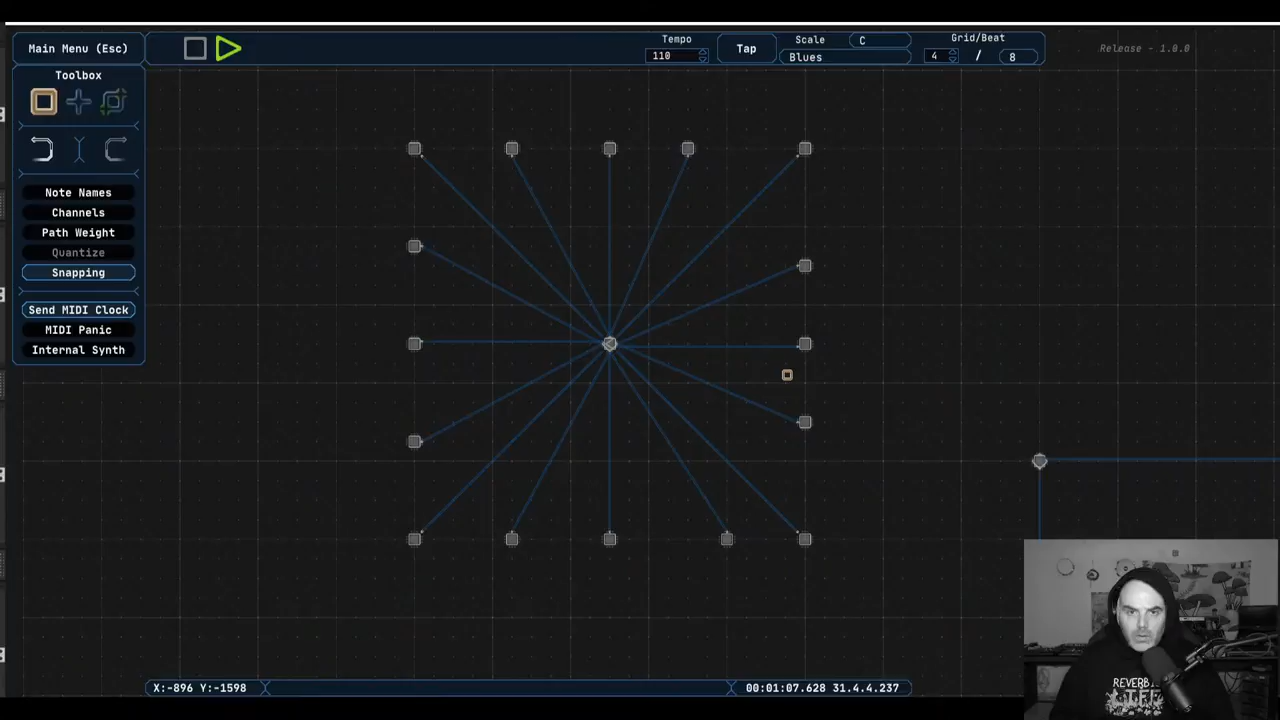 Main Menu (Esc)
Tempo
110
Tap
Scale
C
Blues
Grid/Beat
4 / 8
Release - 1.0.0
Toolbox
Note Names
Channels
Path Weight
Quantize
Snapping
Send MIDI Clock
MIDI Panic
Internal Synth
X:-896 Y:-1598
00:01:07.628 31.4.4.237
REVERB